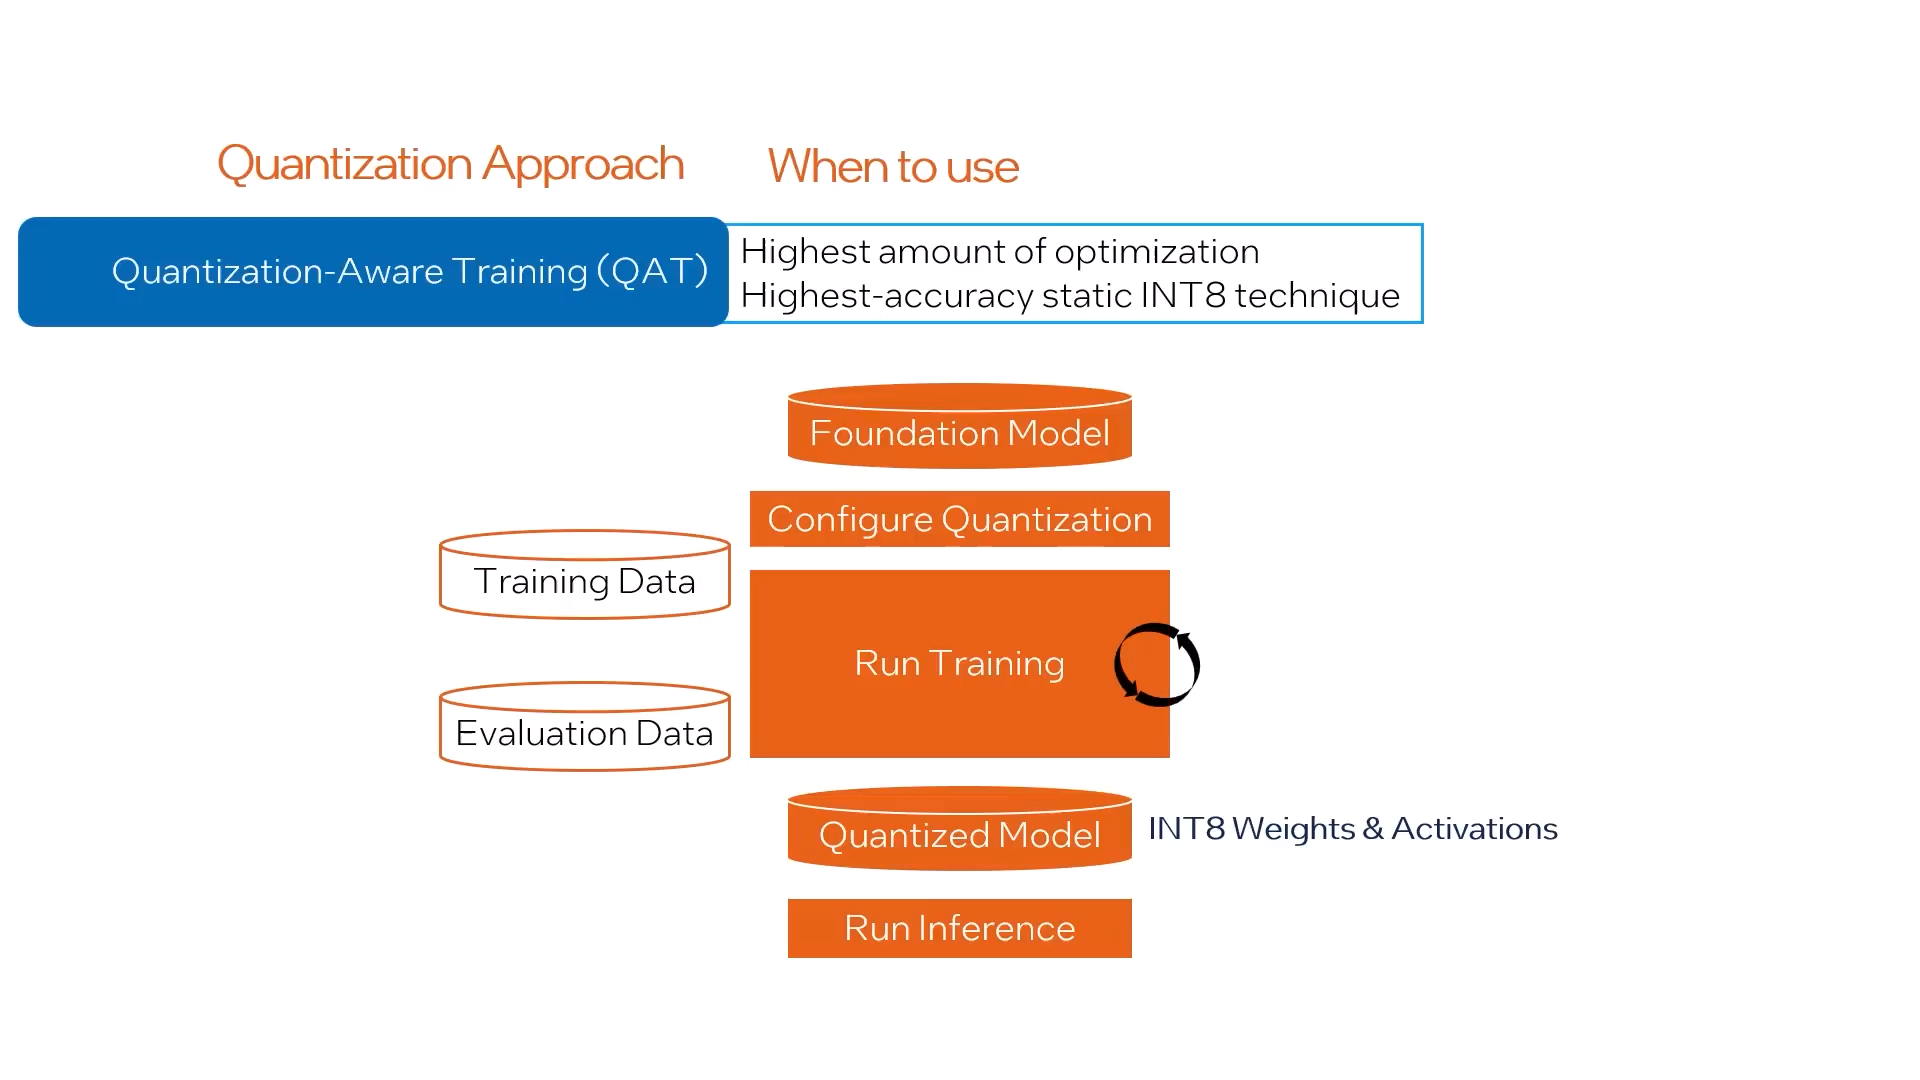 Quantization Approach
When to use
Quantization-Aware Training (QAT)
Highest amount of optimization
Highest-accuracy static INT8 technique
Foundation Model
Configure Quantization
Training Data
Run Training
Evaluation Data
Quantized Model
INT8 Weights & Activations
Run Inference